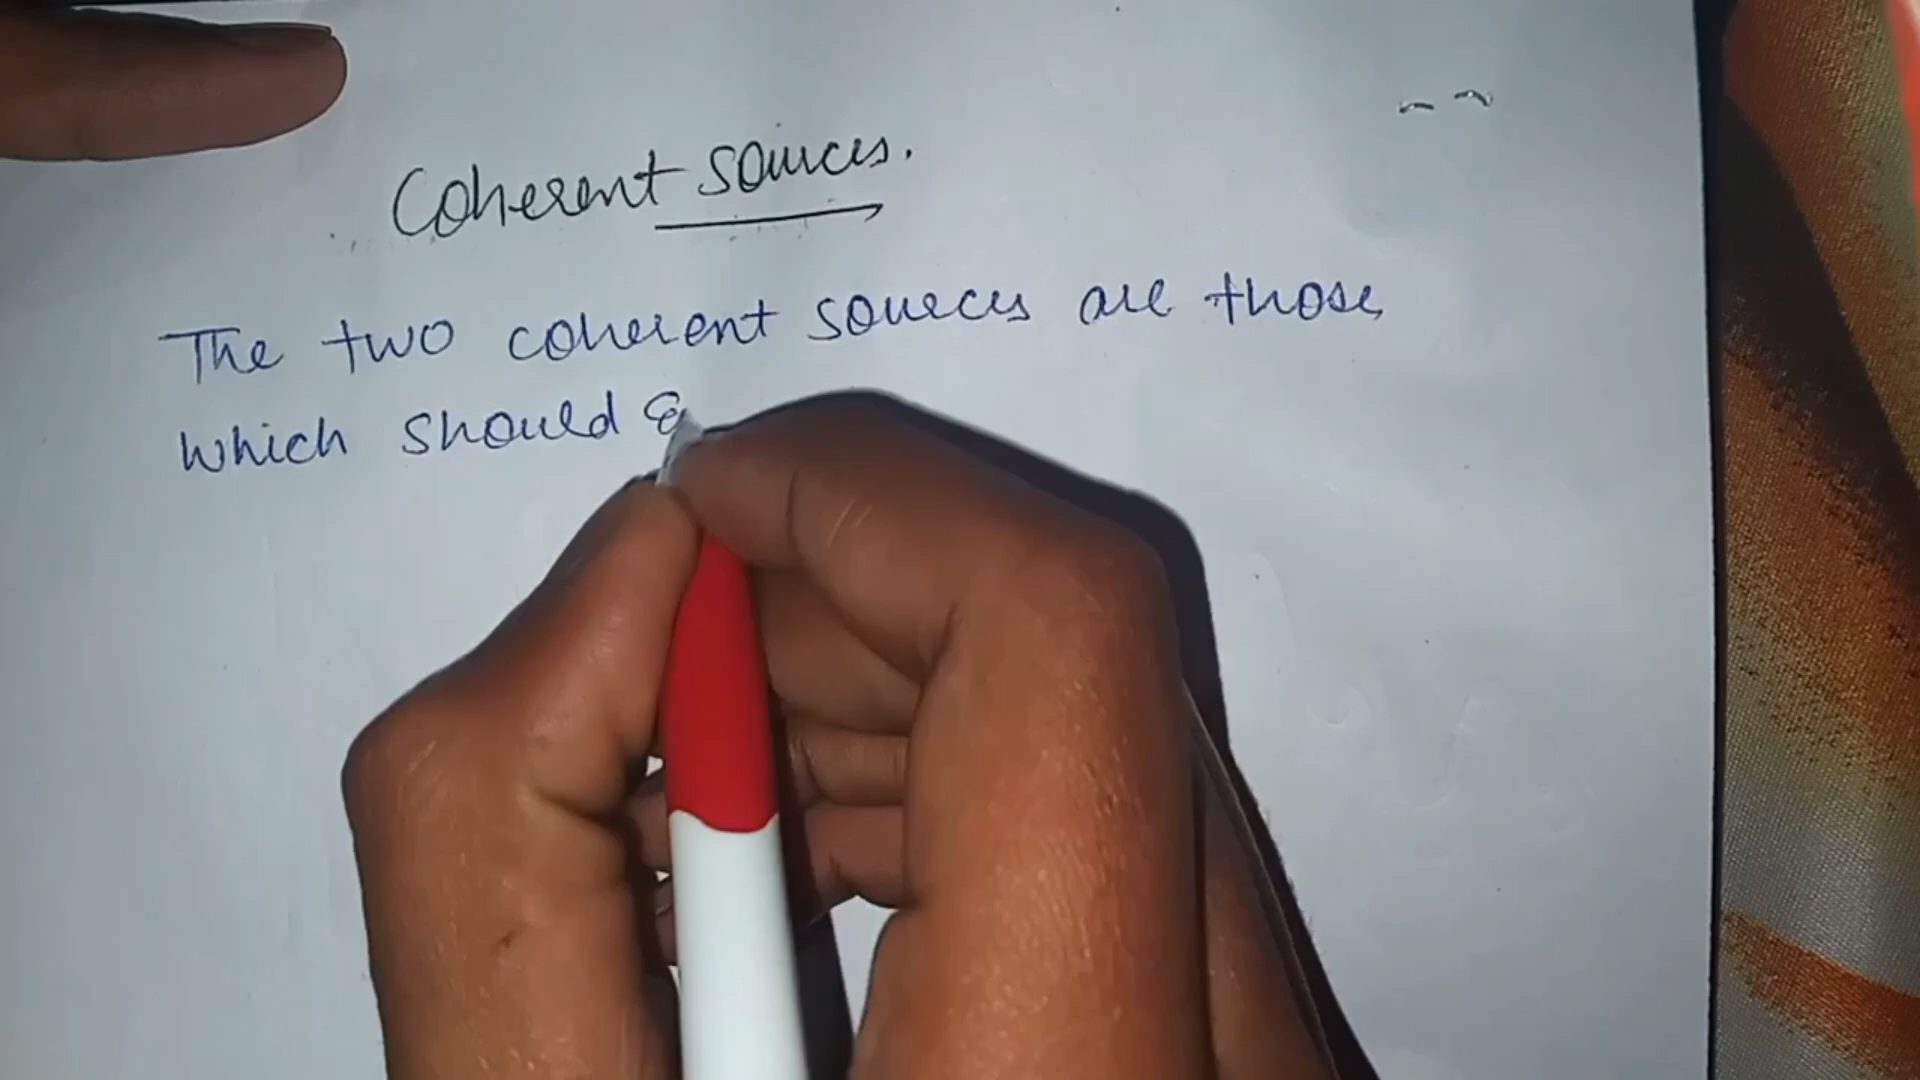 Coherent sources.
The two coherent sources are those
which should